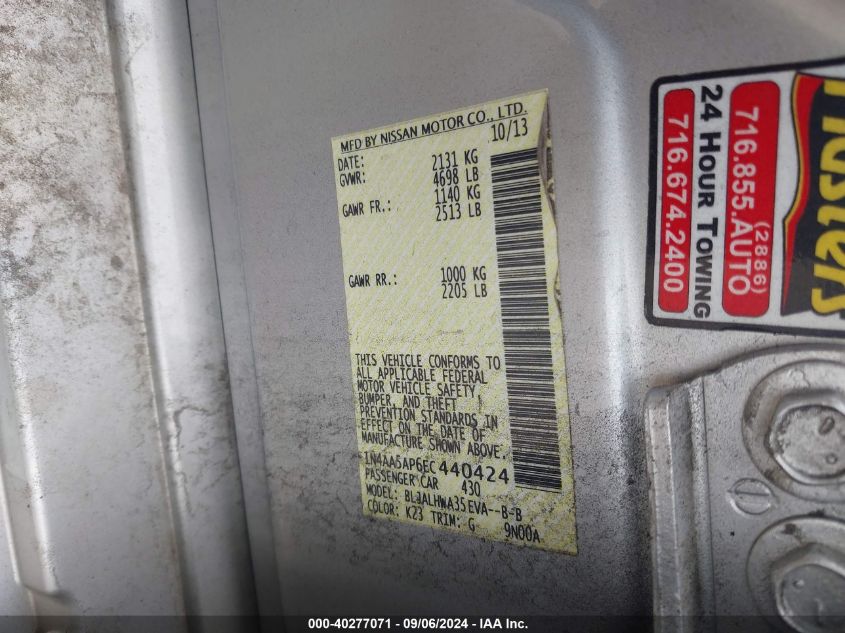 MFD BY NISSAN MOTOR CO., LTD.
10/13
DATE: 2131 KG
GVWR: 4698 LB
1140 KG
GAWR FR.: 2513 LB
GAWR RR.: 1000 KG
2205 LB
THIS VEHICLE CONFORMS TO
ALL APPLICABLE FEDERAL
MOTOR VEHICLE SAFETY
BUMPER, AND THEFT
PREVENTION STANDARDS IN
EFFECT ON THE DATE OF
MANUFACTURE SHOWN ABOVE.
1N4AA5AP6EC440424
PASSENGER CAR 430
MODEL: BLJALHWA35EVA--B-B
COLOR: K23 TRIM: G 9N00A
716.855.AUTO
(2886)
24 HOUR TOWING
716.674.2400
000-40277071 - 09/06/2024 - IAA Inc.